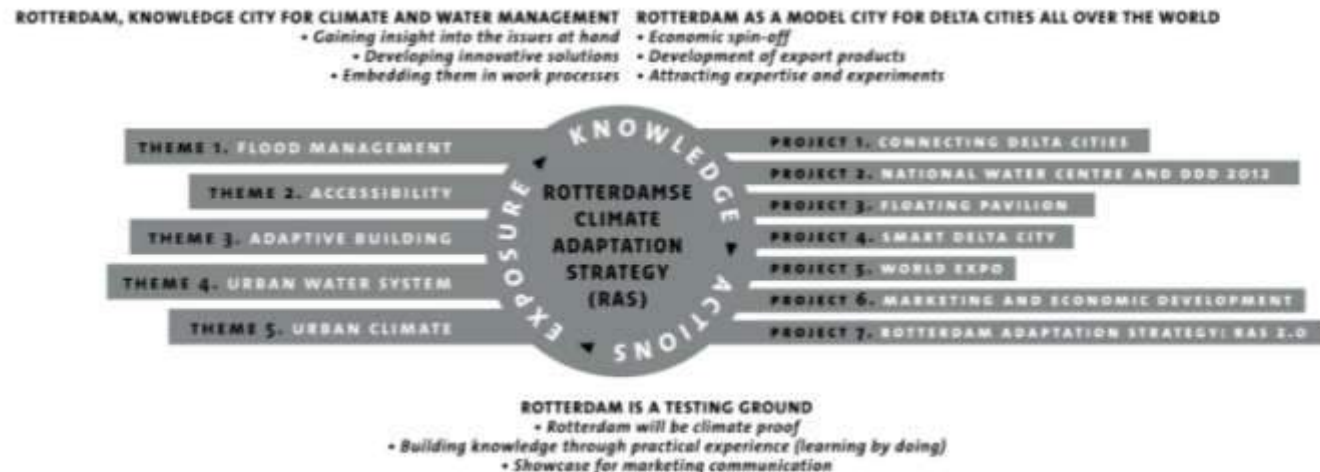 ROTTERDAM, KNOWLEDGE CITY FOR CLIMATE AND WATER MANAGEMENT
• Gaining insight into the issues at hand
• Developing innovative solutions
• Embedding them in work processes
ROTTERDAM AS A MODEL CITY FOR DELTA CITIES ALL OVER THE WORLD
• Economic spin-off
• Development of export products
• Attracting expertise and experiments
THEME 1. FLOOD MANAGEMENT
THEME 2. ACCESSIBILITY
THEME 3. ADAPTIVE BUILDING
THEME 4. URBAN WATER SYSTEM
THEME 5. URBAN CLIMATE
KNOWLEDGE
ACTIONS
EXPOSURE
ROTTERDAMSE
CLIMATE
ADAPTATION
STRATEGY
(RAS)
PROJECT 1. CONNECTING DELTA CITIES
PROJECT 2. NATIONAL WATER CENTRE AND DDD 2012
PROJECT 3. FLOATING PAVILION
PROJECT 4. SMART DELTA CITY
PROJECT 5. WORLD EXPO
PROJECT 6. MARKETING AND ECONOMIC DEVELOPMENT
PROJECT 7. ROTTERDAM ADAPTATION STRATEGY: RAS 2.0
ROTTERDAM IS A TESTING GROUND
• Rotterdam will be climate proof
• Building knowledge through practical experience (learning by doing)
• Showcase for marketing communication